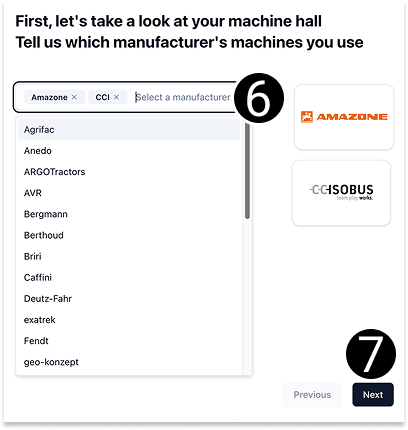 First, let's take a look at your machine hall
Tell us which manufacturer's machines you use
Amazone × CCI × Select a manufacturer
6
AMAZONE
Agrifac
Anedo
ARGOTractors
AVR
Bergmann
CCISOBUS
team play works.
Berthoud
Briri
Caffini
Deutz-Fahr
exatrek
Fendt
geo-konzept
7
Previous
Next